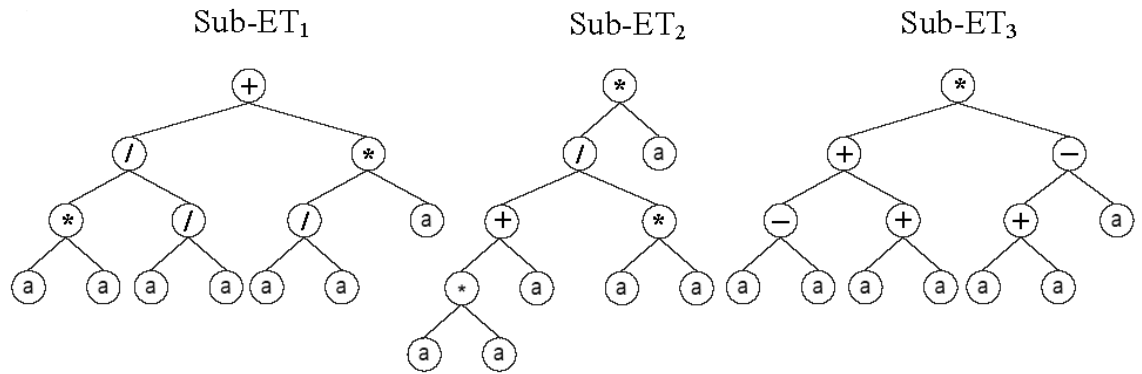 Sub-ET₁ Sub-ET₂ Sub-ET₃
+ * *
/ * / a + −
* / / a + * − + + a
a a a a a a * a a a a a a a a a
a a